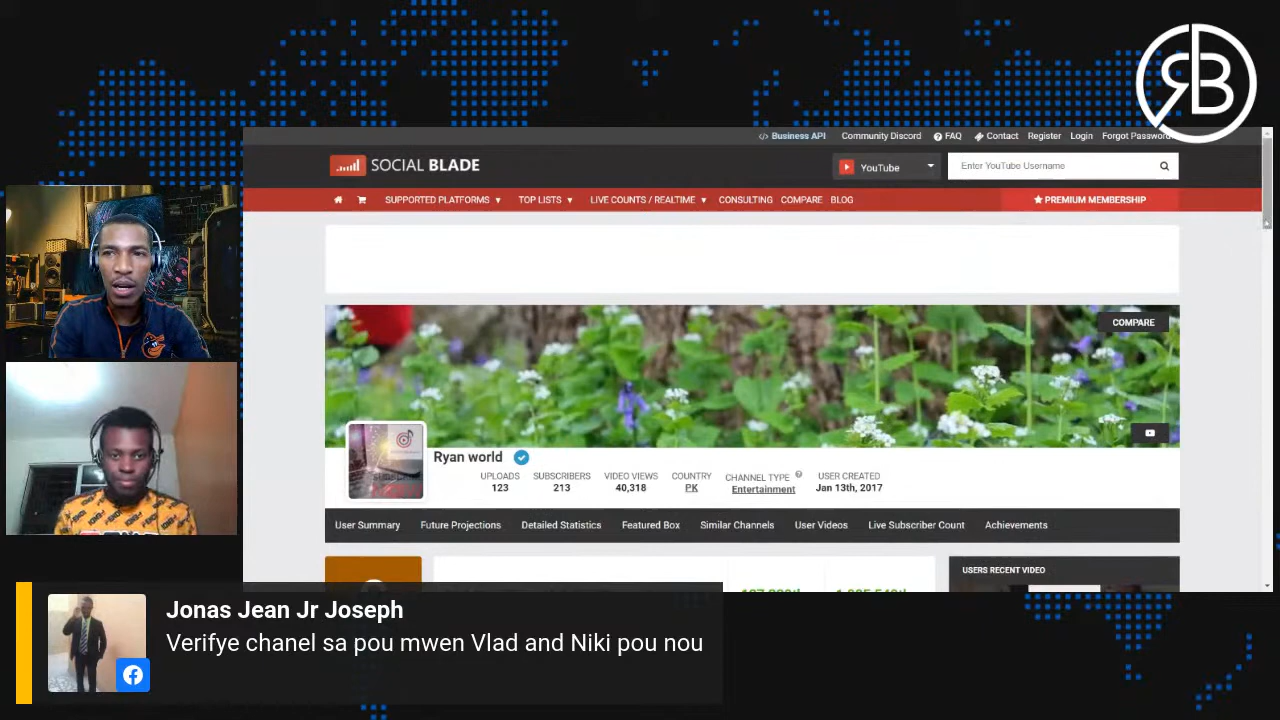 RB
Business API Community Discord FAQ Contact Register Login Forgot Password
SOCIAL BLADE
YouTube
Enter YouTube Username
SUPPORTED PLATFORMS TOP LISTS LIVE COUNTS / REALTIME CONSULTING COMPARE BLOG
PREMIUM MEMBERSHIP
COMPARE
Ryan world
UPLOADS SUBSCRIBERS VIDEO VIEWS COUNTRY CHANNEL TYPE USER CREATED
123 213 40,318 PK Entertainment Jan 13th, 2017
User Summary Future Projections Detailed Statistics Featured Box Similar Channels User Videos Live Subscriber Count Achievements
USERS RECENT VIDEO
Jonas Jean Jr Joseph
Verifye chanel sa pou mwen Vlad and Niki pou nou